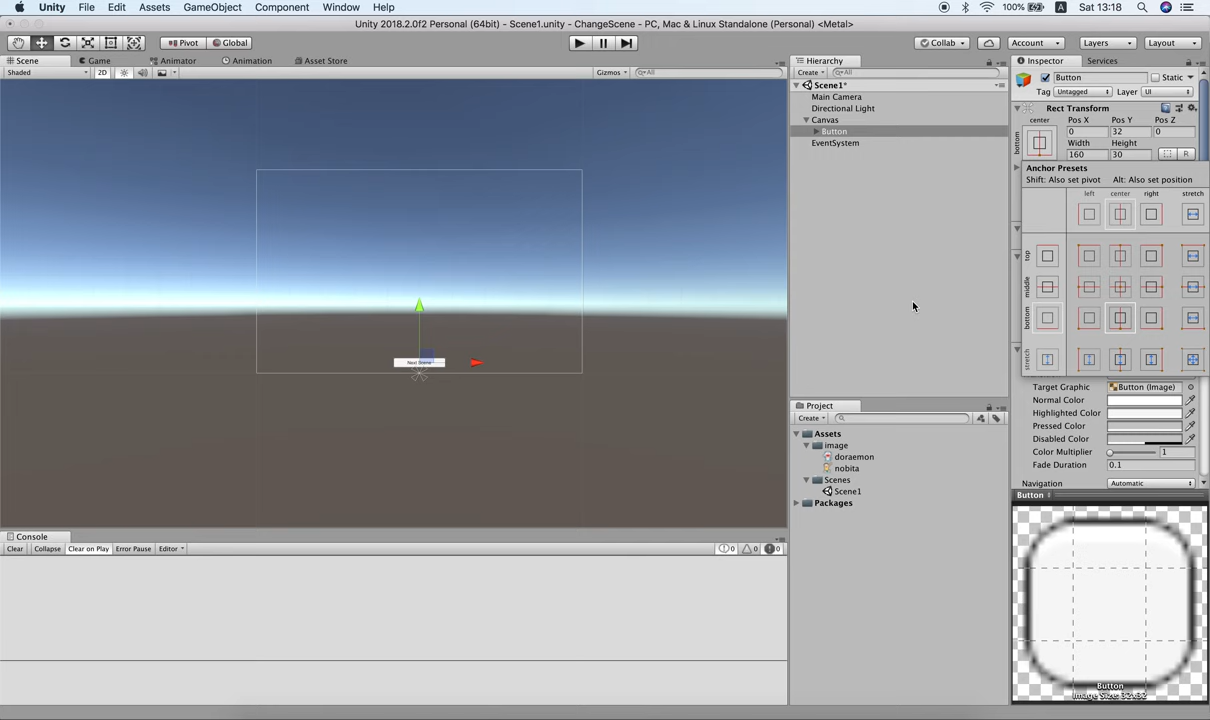 Unity File Edit Assets GameObject Component Window Help 100% A Sat 13:18
Unity 2018.2.0f2 Personal (64bit) - Scene1.unity - ChangeScene - PC, Mac & Linux Standalone (Personal) <Metal>
Pivot Global Collab Account Layers Layout
Scene Game Animator Animation Asset Store
Shaded 2D Gizmos All
Next Scene
Console
Clear Collapse Clear on Play Error Pause Editor 0 0 0
Hierarchy
Create All
Scene1*
Main Camera
Directional Light
Canvas
Button
EventSystem
Project
Create
Assets
image
doraemon
nobita
Scenes
Scene1
Packages
Inspector Services
Button Static
Tag Untagged Layer UI
Rect Transform
center Pos X Pos Y Pos Z
bottom 0 32 0
Width Height
160 30 R
Anchor Presets
Shift: Also set pivot Alt: Also set position
left center right stretch
top
middle
bottom
stretch
Target Graphic Button (Image)
Normal Color
Highlighted Color
Pressed Color
Disabled Color
Color Multiplier 1
Fade Duration 0.1
Navigation Automatic
Button
Button
Image Size: 32x32